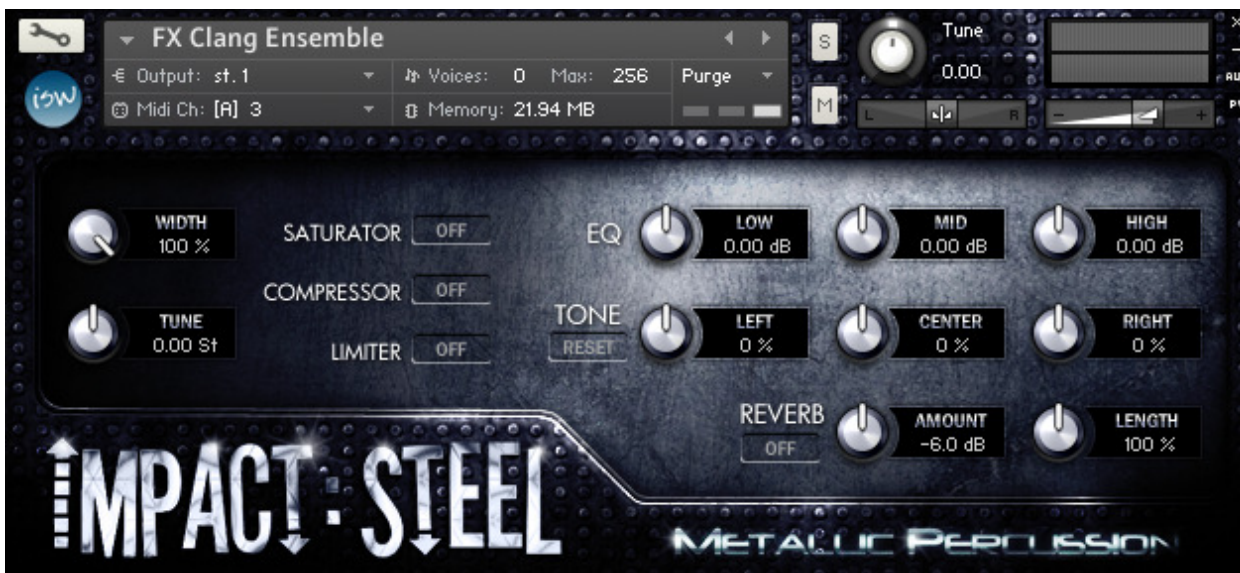 FX Clang Ensemble
S
Tune
0.00
Output: st.1
Voices: 0 Max: 256
Purge
isw
Midi Ch: [A] 3
Memory: 21.94 MB
M
L
R
-
+
WIDTH
100 %
SATURATOR OFF
EQ
LOW
0.00 dB
MID
0.00 dB
HIGH
0.00 dB
COMPRESSOR OFF
TUNE
0.00 St
LIMITER OFF
TONE
RESET
LEFT
0 %
CENTER
0 %
RIGHT
0 %
REVERB
OFF
AMOUNT
-6.0 dB
LENGTH
100 %
IMPACT: STEEL
METALLIC PERCUSSION